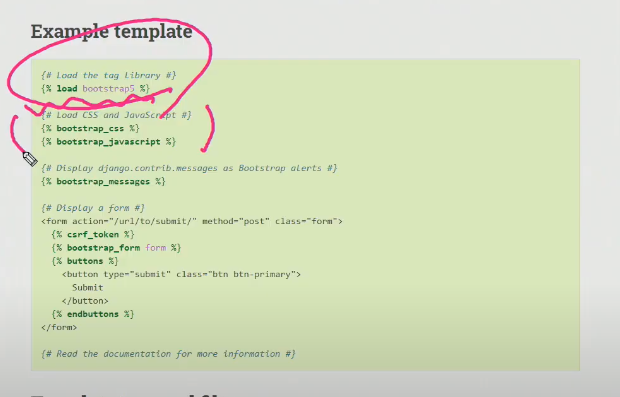 Example template
{# Load the tag library #}
{% load bootstrap5 %}
{# Load CSS and JavaScript #}
{% bootstrap_css %}
{% bootstrap_javascript %}
{# Display django.contrib.messages as Bootstrap alerts #}
{% bootstrap_messages %}
{# Display a form #}
<form action="/url/to/submit/" method="post" class="form">
{% csrf_token %}
{% bootstrap_form form %}
{% buttons %}
<button type="submit" class="btn btn-primary">
Submit
</button>
{% endbuttons %}
</form>
{# Read the documentation for more information #}